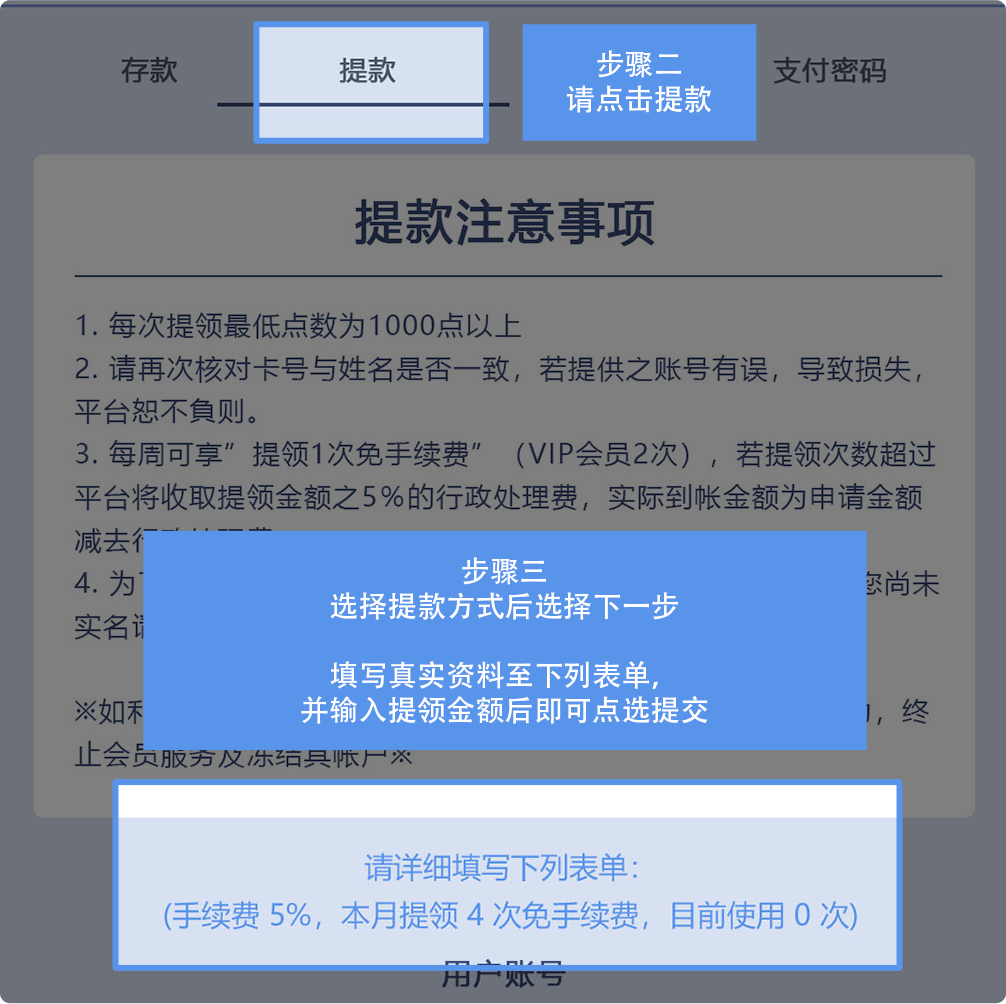 存款
提款
步骤二
请点击提款
支付密码
提款注意事项
1. 每次提领最低点数为1000点以上
2. 请再次核对卡号与姓名是否一致，若提供之账号有误，导致损失，
平台恕不負则。
3. 每周可享”提领1次免手续费”（VIP会员2次），若提领次数超过
平台将收取提领金额之5%的行政处理费，实际到帐金额为申请金额
减去
4. 为
您尚未
实名
步骤三
选择提款方式后选择下一步
填写真实资料至下列表单,
并输入提领金额后即可点选提交
※如
，终
止会员服务及冻结其帐户※
请详细填写下列表单：
(手续费 5%，本月提领 4 次免手续费，目前使用 0 次)
用户账号